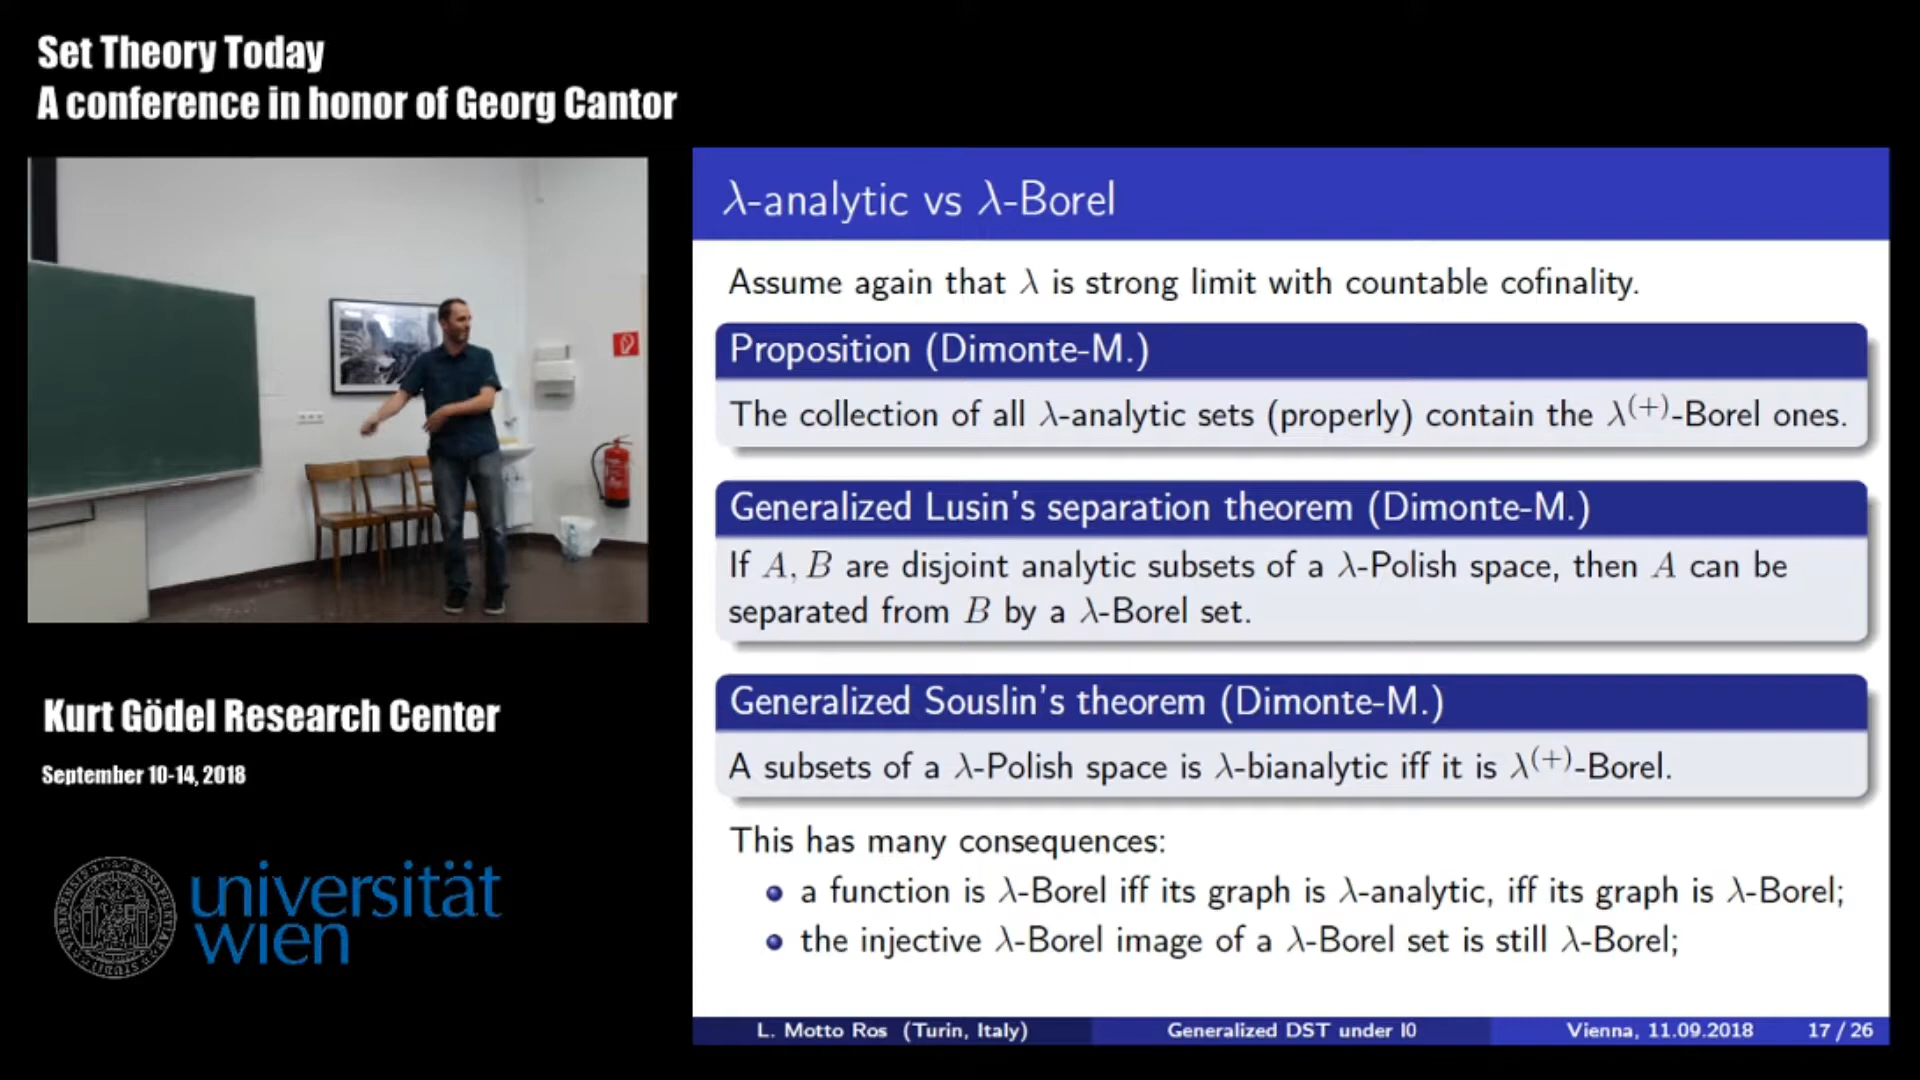 Set Theory Today
A conference in honor of Georg Cantor
λ-analytic vs λ-Borel
Assume again that λ is strong limit with countable cofinality.
Proposition (Dimonte-M.)
The collection of all λ-analytic sets (properly) contain the λ⁽⁺⁾-Borel ones.
Generalized Lusin's separation theorem (Dimonte-M.)
If A, B are disjoint analytic subsets of a λ-Polish space, then A can be
separated from B by a λ-Borel set.
Generalized Souslin's theorem (Dimonte-M.)
A subsets of a λ-Polish space is λ-bianalytic iff it is λ⁽⁺⁾-Borel.
This has many consequences:
a function is λ-Borel iff its graph is λ-analytic, iff its graph is λ-Borel;
the injective λ-Borel image of a λ-Borel set is still λ-Borel;
L. Motto Ros (Turin, Italy) Generalized DST under I0 Vienna, 11.09.2018 17 / 26
Kurt Gödel Research Center
September 10-14, 2018
universität
wien